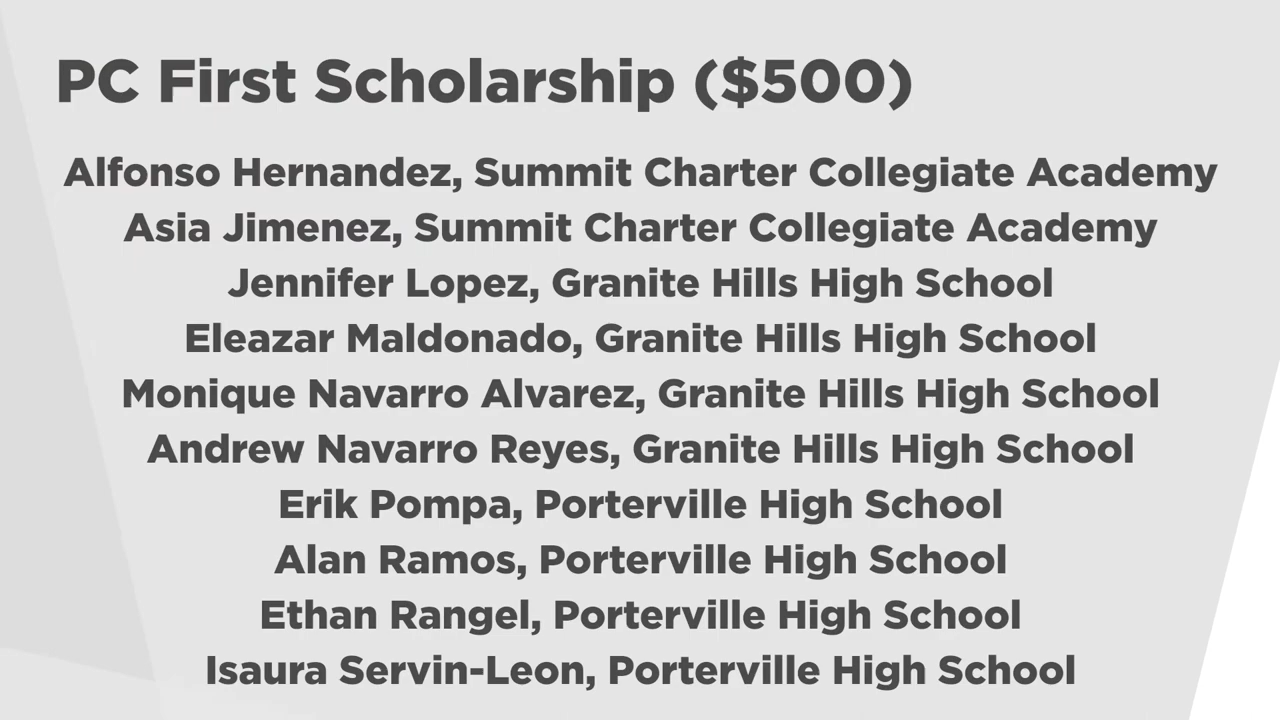 PC First Scholarship ($500)
Alfonso Hernandez, Summit Charter Collegiate Academy
Asia Jimenez, Summit Charter Collegiate Academy
Jennifer Lopez, Granite Hills High School
Eleazar Maldonado, Granite Hills High School
Monique Navarro Alvarez, Granite Hills High School
Andrew Navarro Reyes, Granite Hills High School
Erik Pompa, Porterville High School
Alan Ramos, Porterville High School
Ethan Rangel, Porterville High School
Isaura Servin-Leon, Porterville High School